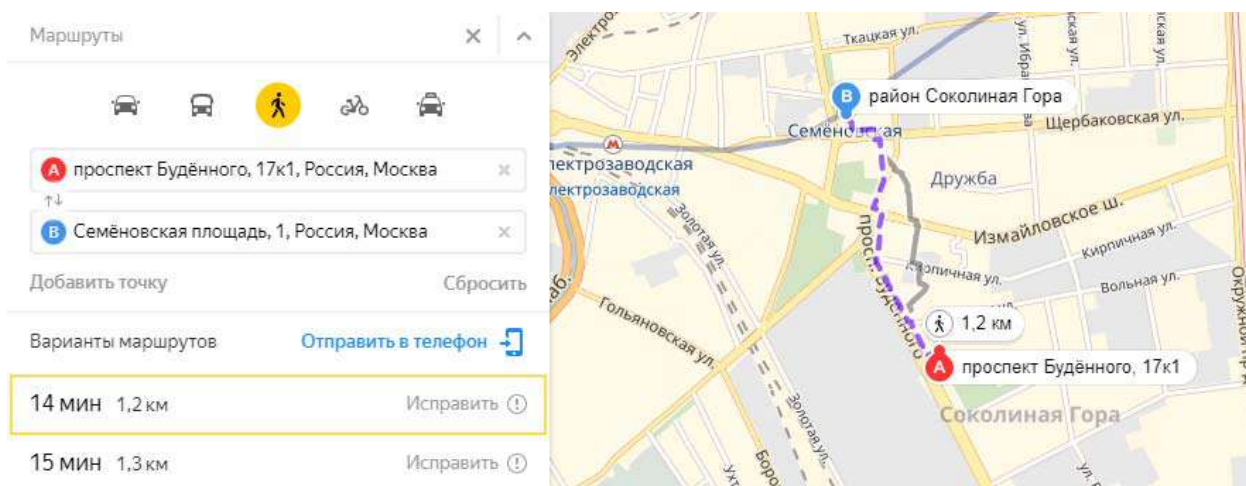 Маршруты
A проспект Будённого, 17к1, Россия, Москва
B Семёновская площадь, 1, Россия, Москва
Добавить точку
Сбросить
Варианты маршрутов
Отправить в телефон
14 мин 1,2 км
Исправить
15 мин 1,3 км
Исправить
Ткацкая ул.
B район Соколиная Гора
Семёновская
Щербаковская ул.
М
лектрозаводская
лектрозаводская
Дружба
Измайловское ш.
Золотая ул.
Кирпичная ул.
просп. Будённого
Вольная ул.
Гольяновская ул.
1,2 км
A проспект Будённого, 17к1
Соколиная Гора
Золотая ул.